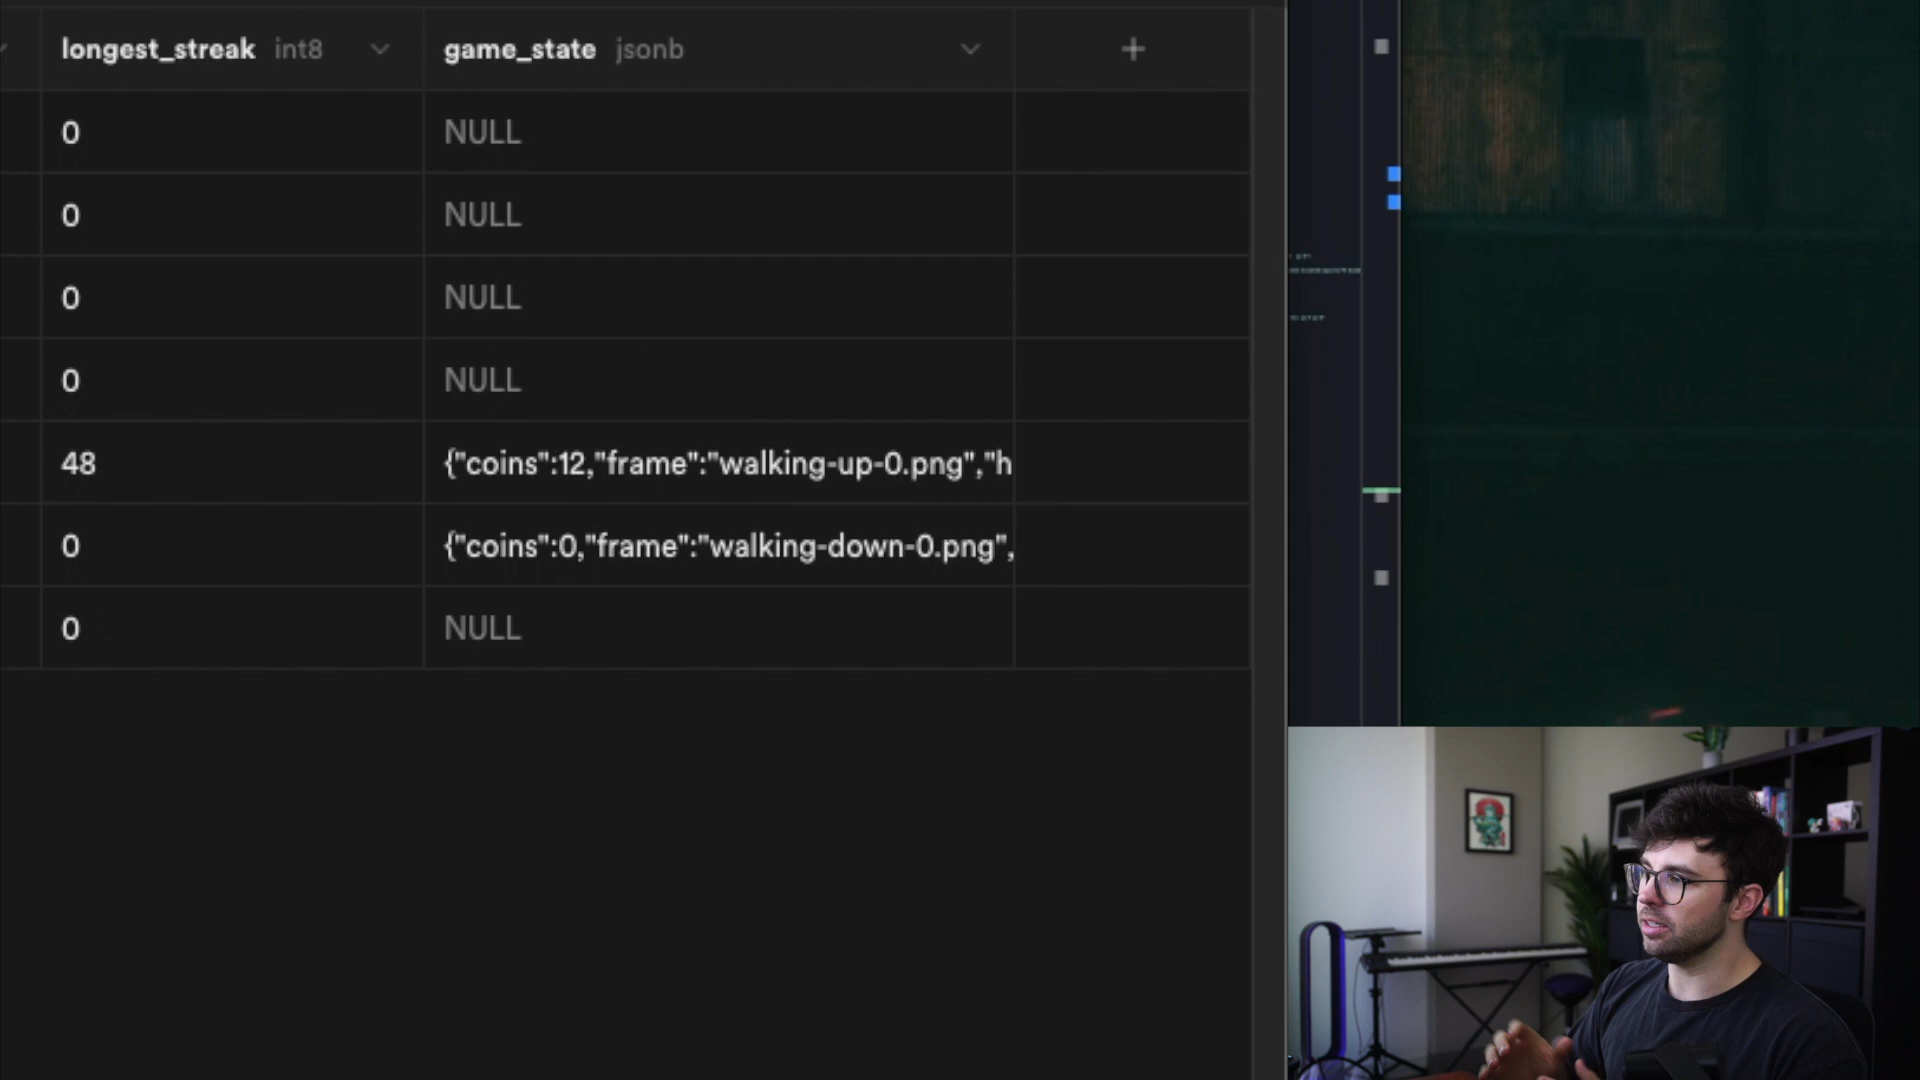 longest_streak int8 game_state jsonb +
0 NULL
0 NULL
0 NULL
0 NULL
48 {"coins":12,"frame":"walking-up-0.png","h
0 {"coins":0,"frame":"walking-down-0.png",
0 NULL